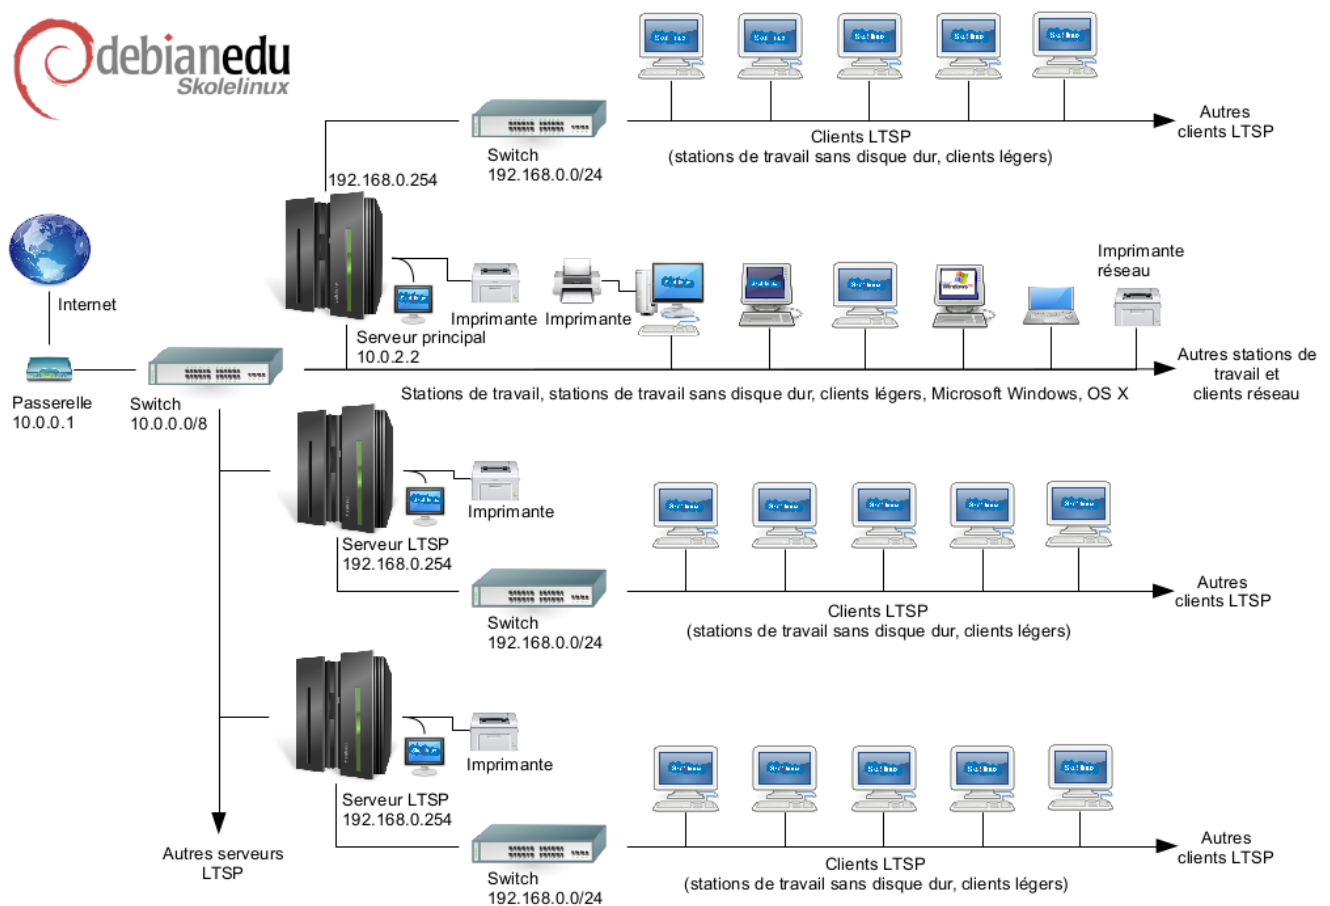 debianedu
Skolelinux
Autres
clients LTSP
Clients LTSP
(stations de travail sans disque dur, clients légers)
Switch
192.168.0.0/24
192.168.0.254
Internet
Imprimante
Imprimante
Imprimante
réseau
Windows
Serveur principal
10.0.2.2
Passerelle
10.0.0.1
Switch
10.0.0.0/8
Autres stations de
travail et
clients réseau
Stations de travail, stations de travail sans disque dur, clients légers, Microsoft Windows, OS X
Imprimante
Serveur LTSP
192.168.0.254
Switch
192.168.0.0/24
Clients LTSP
(stations de travail sans disque dur, clients légers)
Autres
clients LTSP
Imprimante
Serveur LTSP
192.168.0.254
Switch
192.168.0.0/24
Clients LTSP
(stations de travail sans disque dur, clients légers)
Autres
clients LTSP
Autres serveurs
LTSP